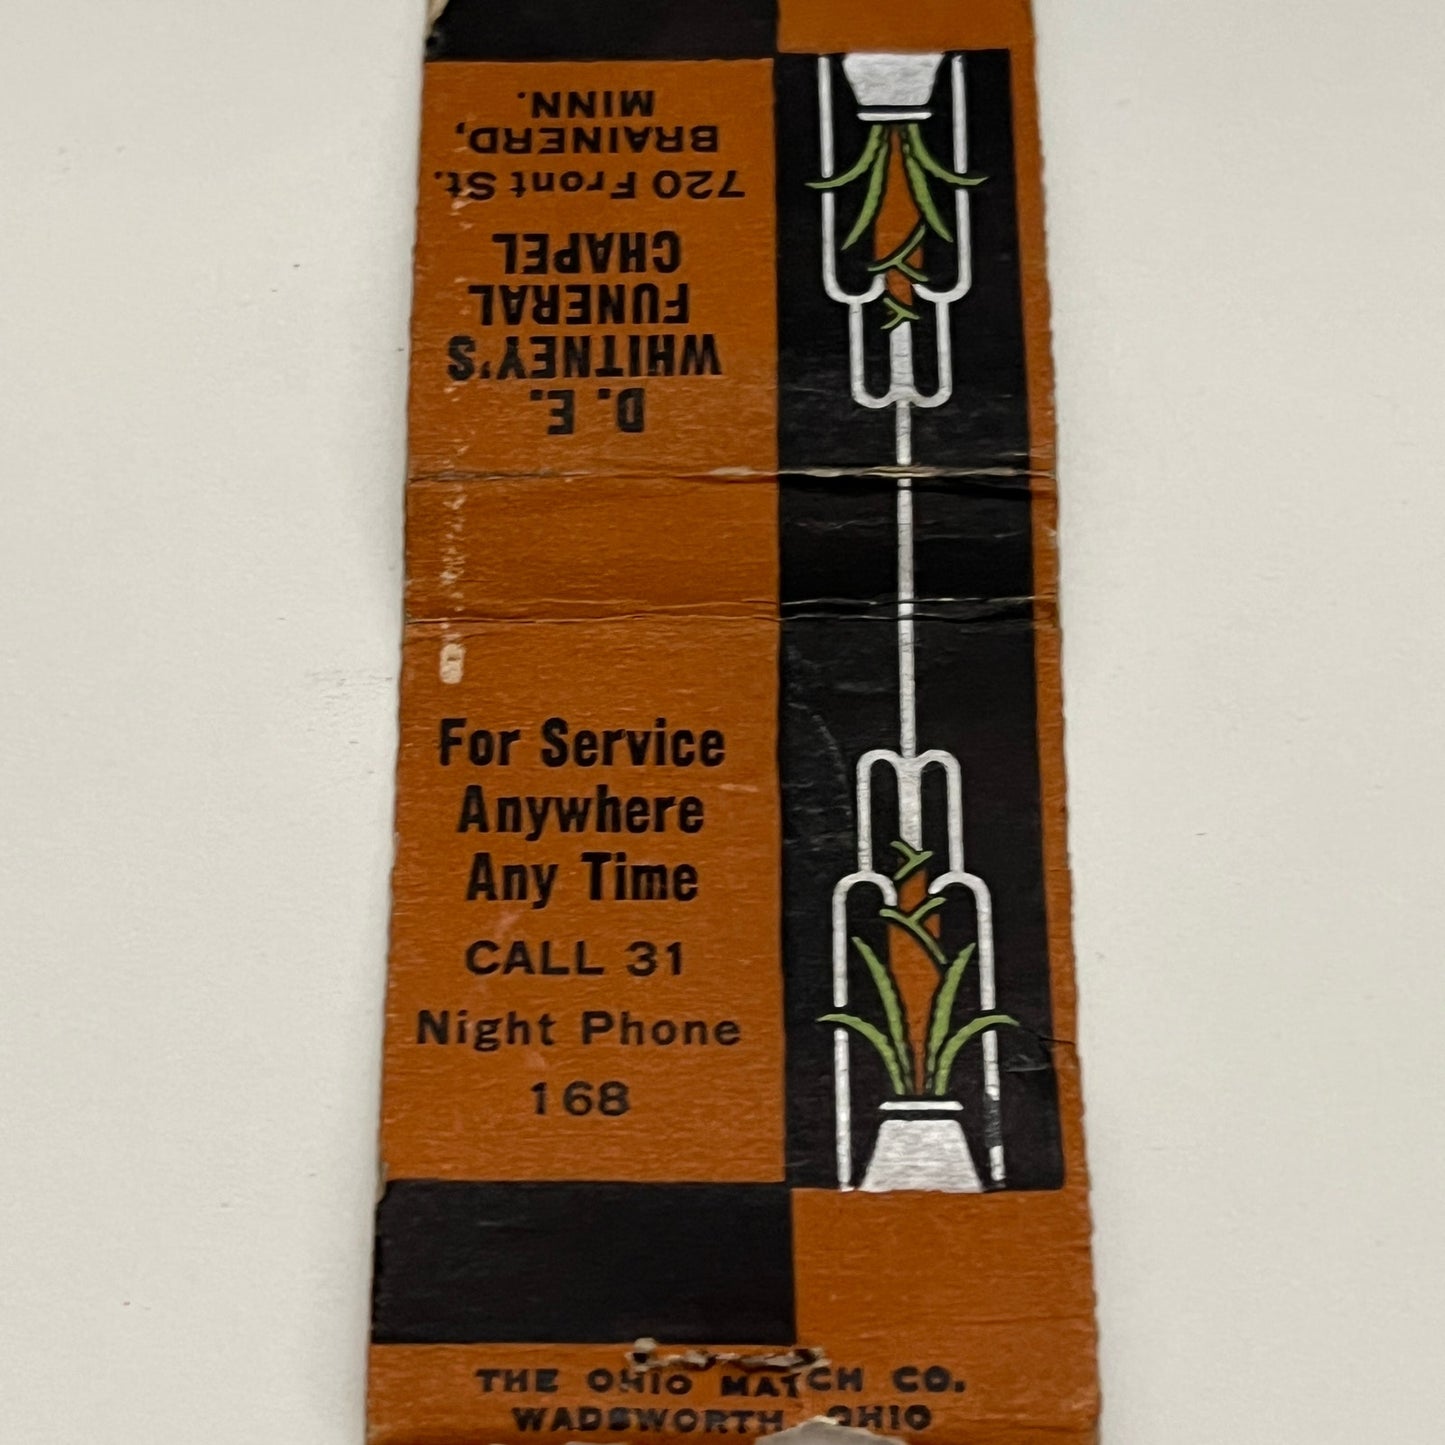 D. E.
WHITNEY'S
FUNERAL
CHAPEL
720 Front St.
BRAINERD,
MINN.
For Service
Anywhere
Any Time
CALL 31
Night Phone
168
THE OHIO MATCH CO.
WADSWORTH, OHIO